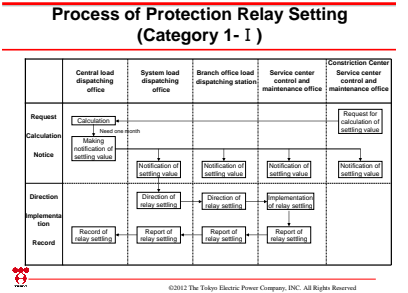 Process of Protection Relay Setting
(Category 1-Ⅰ)
Constriction Center
Central load
dispatching
office
System load
dispatching
office
Branch office load
dispatching station
Service center
control and
maintenance office
Service center
control and
maintenance office
Request
Calculation
Notice
Calculation
Request for
calculation of
settling value
Need one month
Making
notification of
settling value
Notification of
settling value
Notification of
settling value
Notification of
settling value
Notification of
settling value
Direction
Implementa
tion
Record
Direction of
relay settling
Direction of
relay settling
Implementation
of relay settling
Record of
relay settling
Report of
relay settling
Report of
relay settling
Report of
relay settling
©2012 The Tokyo Electric Power Company, INC. All Rights Reserved